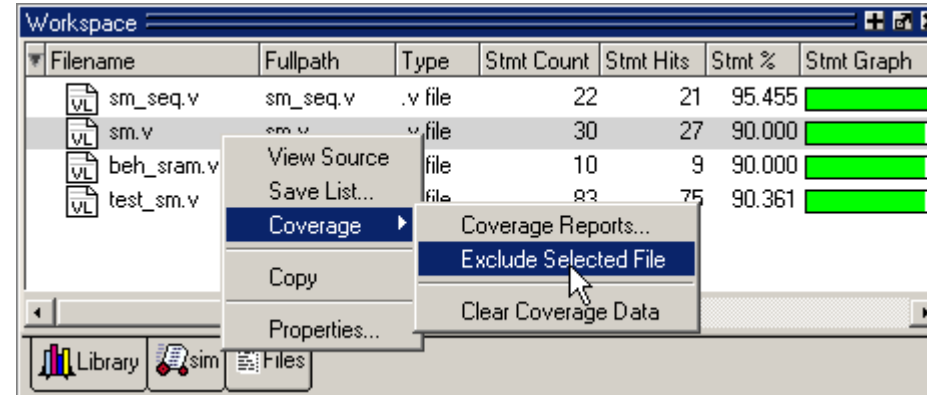 Workspace
Filename Fullpath Type Stmt Count Stmt Hits Stmt % Stmt Graph
sm_seq.v sm_seq.v .v file 22 21 95.455
sm.v sm.v .v file 30 27 90.000
beh_sram.v file 10 9 90.000
test_sm.v file 83 75 90.361
View Source
Save List...
Coverage
Copy
Properties...
Coverage Reports...
Exclude Selected File
Clear Coverage Data
Library sim Files